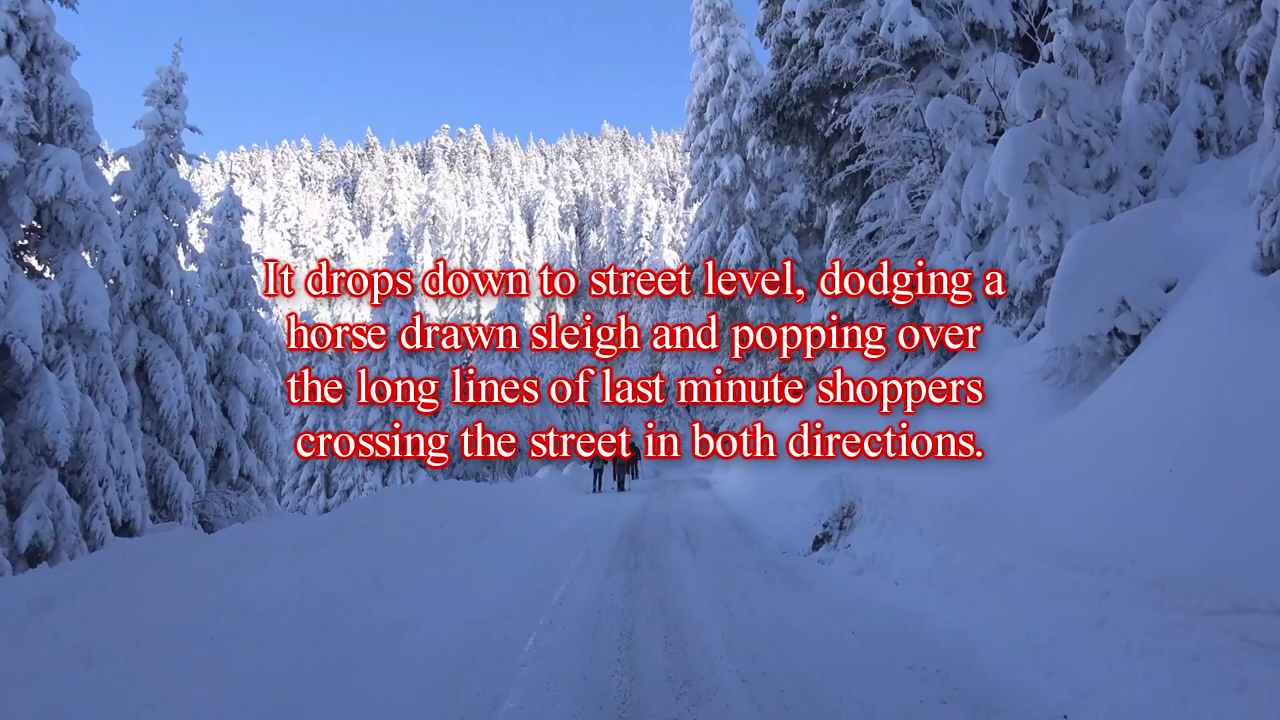 It drops down to street level, dodging a
horse drawn sleigh and popping over
the long lines of last minute shoppers
crossing the street in both directions.